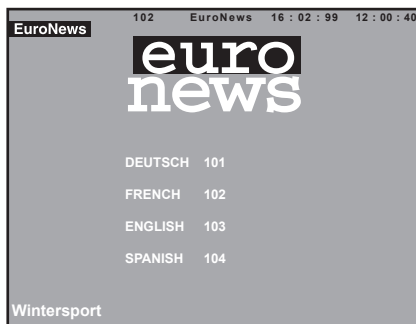 102 EuroNews 16 : 02 : 99 12 : 00 : 40
EuroNews
euro
news
DEUTSCH 101
FRENCH 102
ENGLISH 103
SPANISH 104
Wintersport